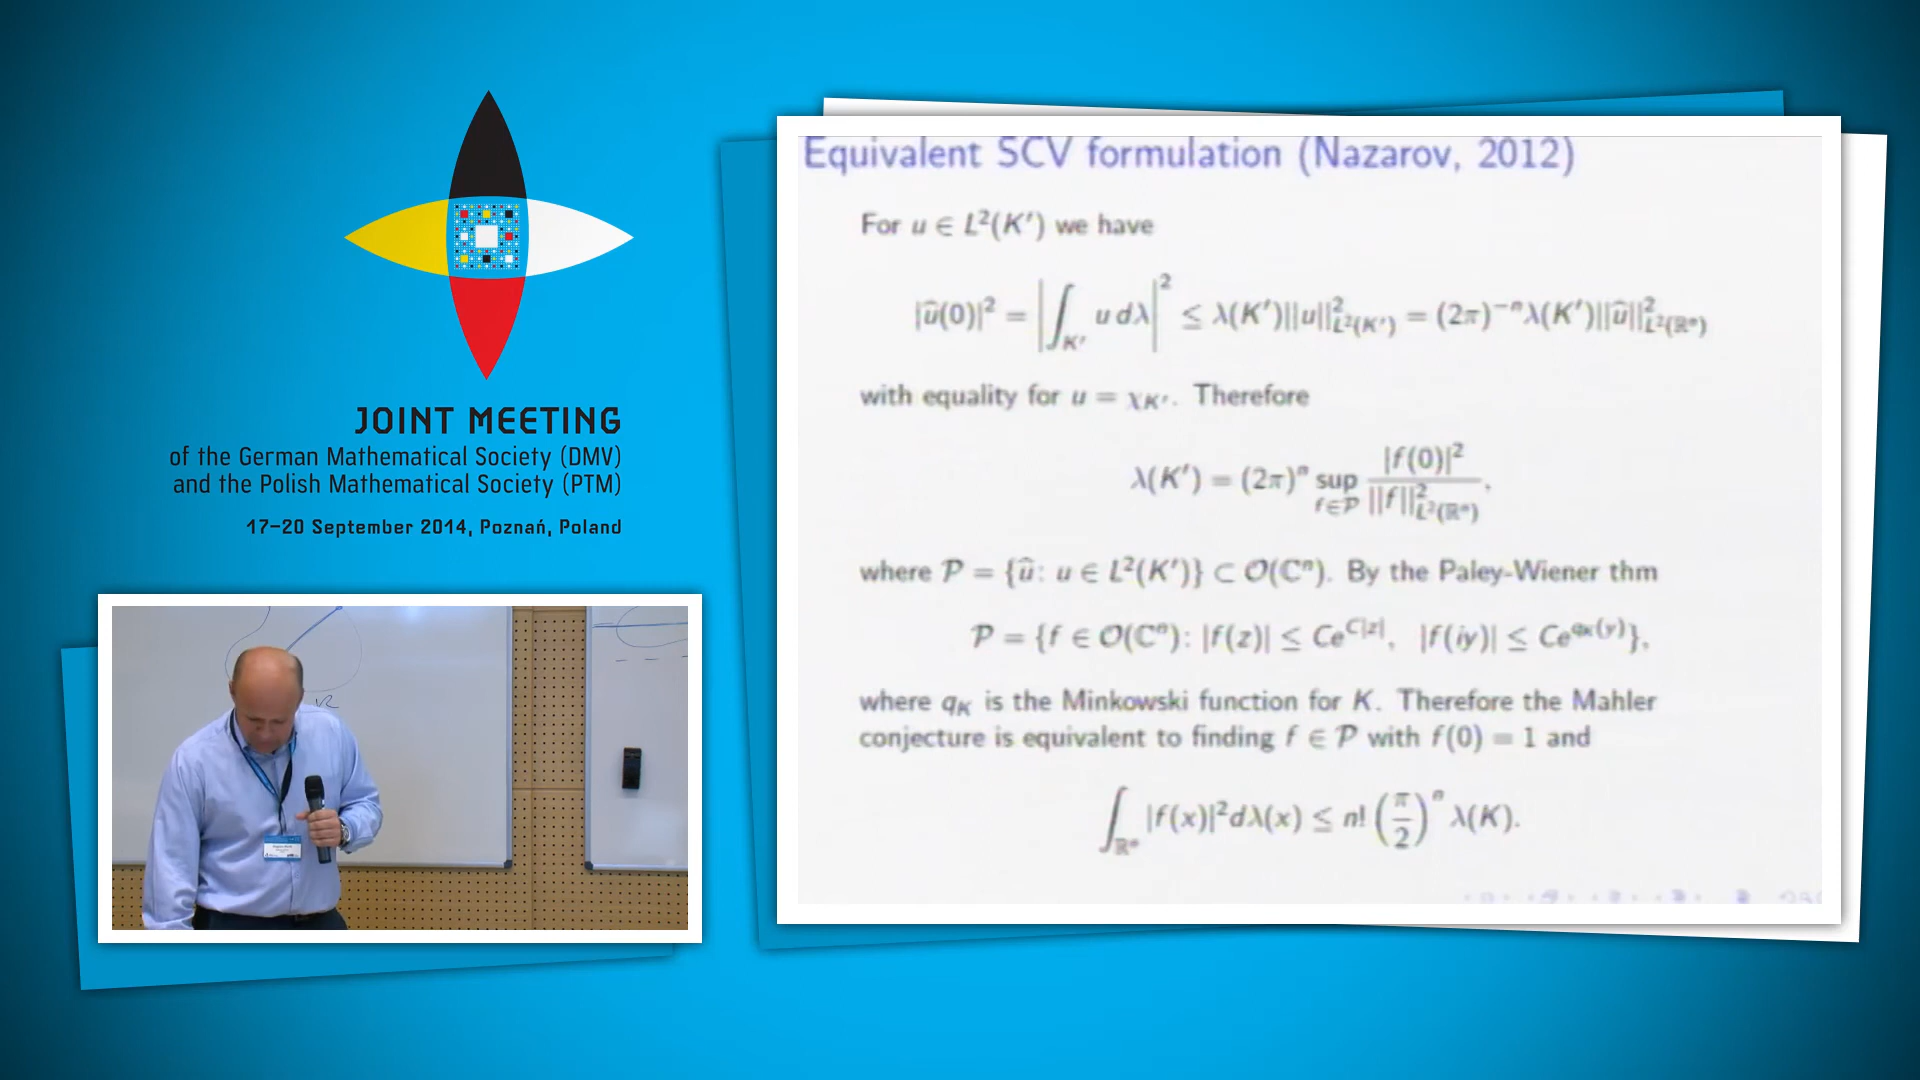 JOINT MEETING
of the German Mathematical Society (DMV)
and the Polish Mathematical Society (PTM)
17–20 September 2014, Poznań, Poland
Equivalent SCV formulation (Nazarov, 2012)
For u ∈ L²(K′) we have
|û(0)|² = |∫_{K′} u dλ|² ≤ λ(K′)||u||²_{L²(K′)} = (2π)⁻ⁿλ(K′)||û||²_{L²(ℝⁿ)}
with equality for u = χ_{K′}. Therefore
λ(K′) = (2π)ⁿ sup_{f∈𝒫} |f(0)|² / ||f||²_{L²(ℝⁿ)},
where 𝒫 = {û: u ∈ L²(K′)} ⊂ 𝒪(ℂⁿ). By the Paley-Wiener thm
𝒫 = {f ∈ 𝒪(ℂⁿ): |f(z)| ≤ Ce^{C|z|}, |f(iy)| ≤ Ce^{q_K(y)}},
where q_K is the Minkowski function for K. Therefore the Mahler
conjecture is equivalent to finding f ∈ 𝒫 with f(0) = 1 and
∫_{ℝⁿ} |f(x)|²dλ(x) ≤ n! (π/2)ⁿ λ(K).